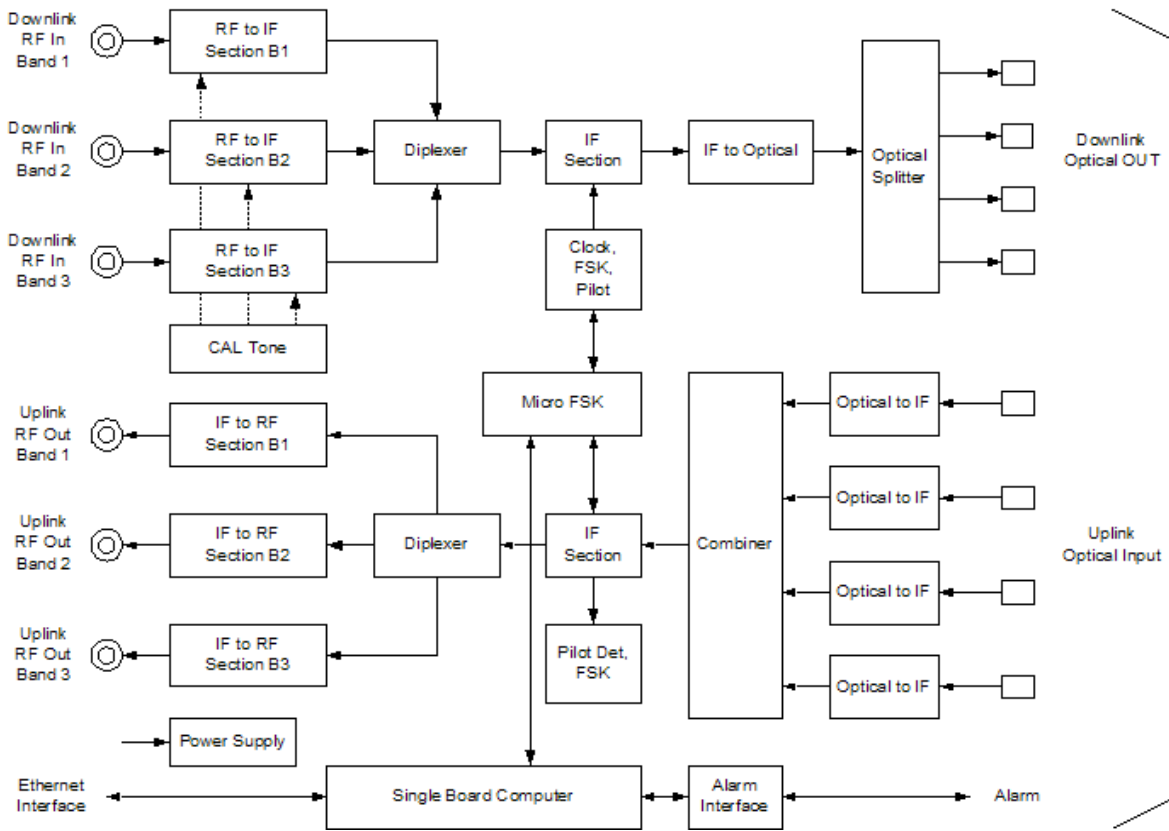 Downlink
RF In
Band 1
RF to IF
Section B1
Downlink
RF In
Band 2
RF to IF
Section B2
Diplexer
IF
Section
IF to Optical
Optical
Splitter
Downlink
Optical OUT
Downlink
RF In
Band 3
RF to IF
Section B3
Clock,
FSK,
Pilot
CAL Tone
Micro FSK
Uplink
RF Out
Band 1
IF to RF
Section B1
Optical to IF
Optical to IF
Uplink
RF Out
Band 2
IF to RF
Section B2
Diplexer
IF
Section
Combiner
Uplink
Optical Input
Optical to IF
Uplink
RF Out
Band 3
IF to RF
Section B3
Pilot Det,
FSK
Optical to IF
Power Supply
Ethernet
Interface
Single Board Computer
Alarm
Interface
Alarm